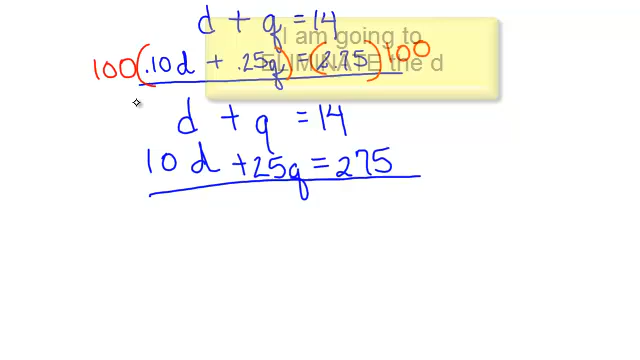 d + q = 14
I am going to
100(.10d + .25q) = (2.75)100
ELIMINATE the d
d + q = 14
10d + 25q = 275